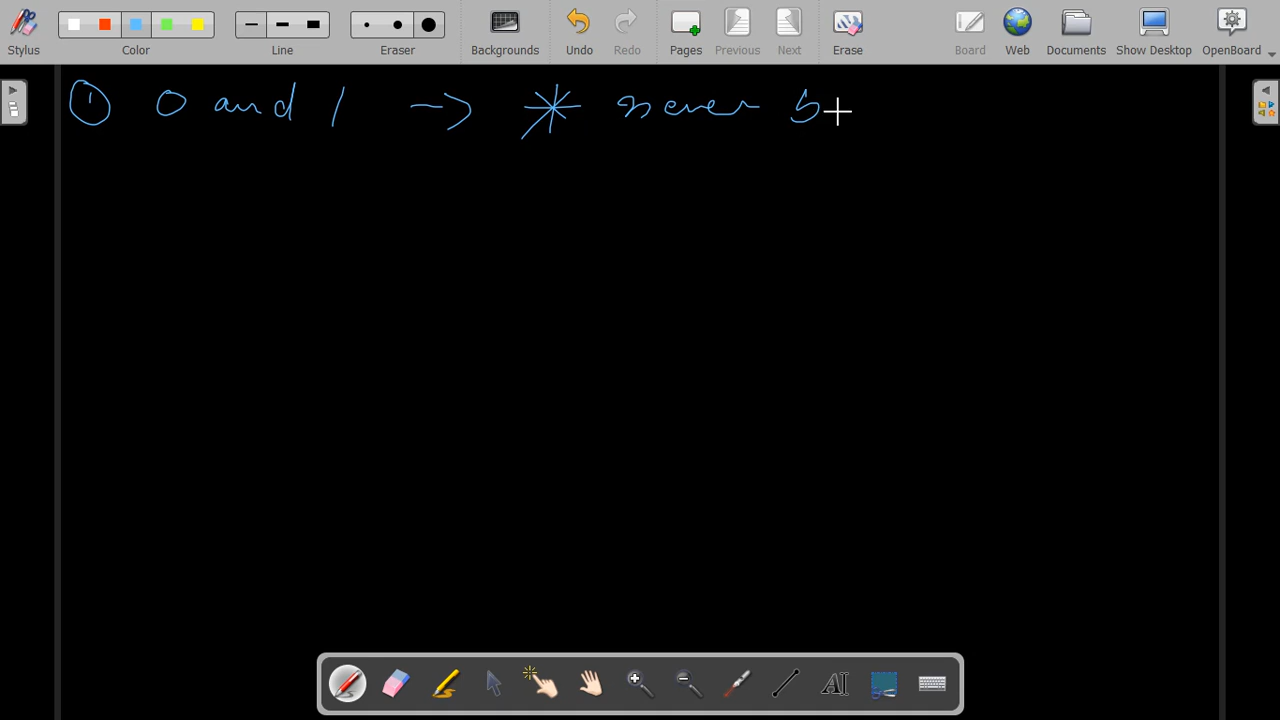 Stylus Color Line Eraser Backgrounds Undo Redo Pages Previous Next Erase Board Web Documents Show Desktop OpenBoard
① 0 and 1 → * never